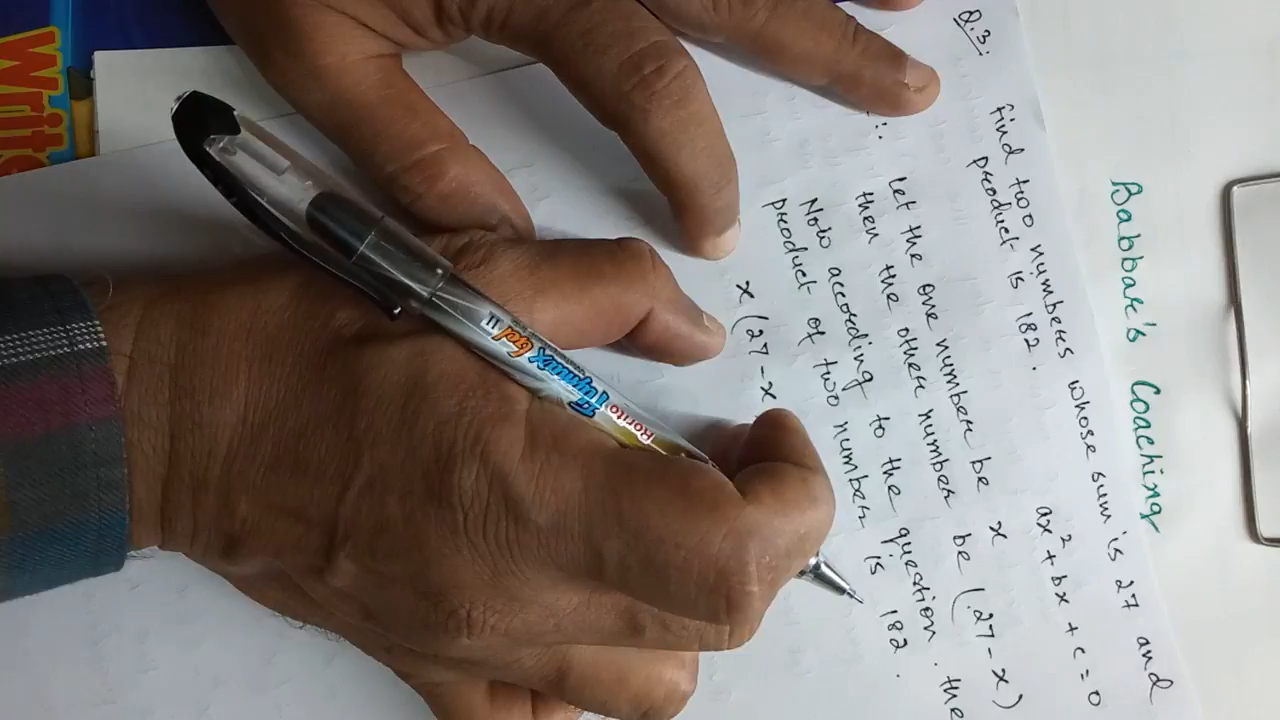 Babbar's Coaching
Q.3. Find two numbers whose sum is 27 and
product is 182.
ax² + bx + c = 0
Let the one number be x
then the other number be (27 - x)
Now according to the question. the
product of two number is 182.
x (27 - x
Rorito Tymmx Gel II
Write